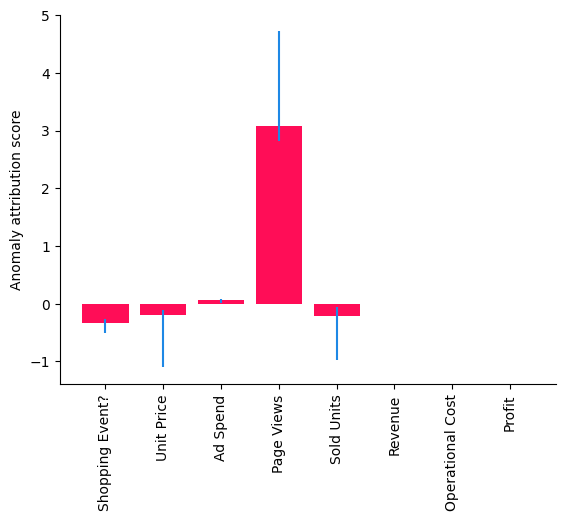 Anomaly attribution score
5
4
3
2
1
0
−1
Shopping Event?
Unit Price
Ad Spend
Page Views
Sold Units
Revenue
Operational Cost
Profit